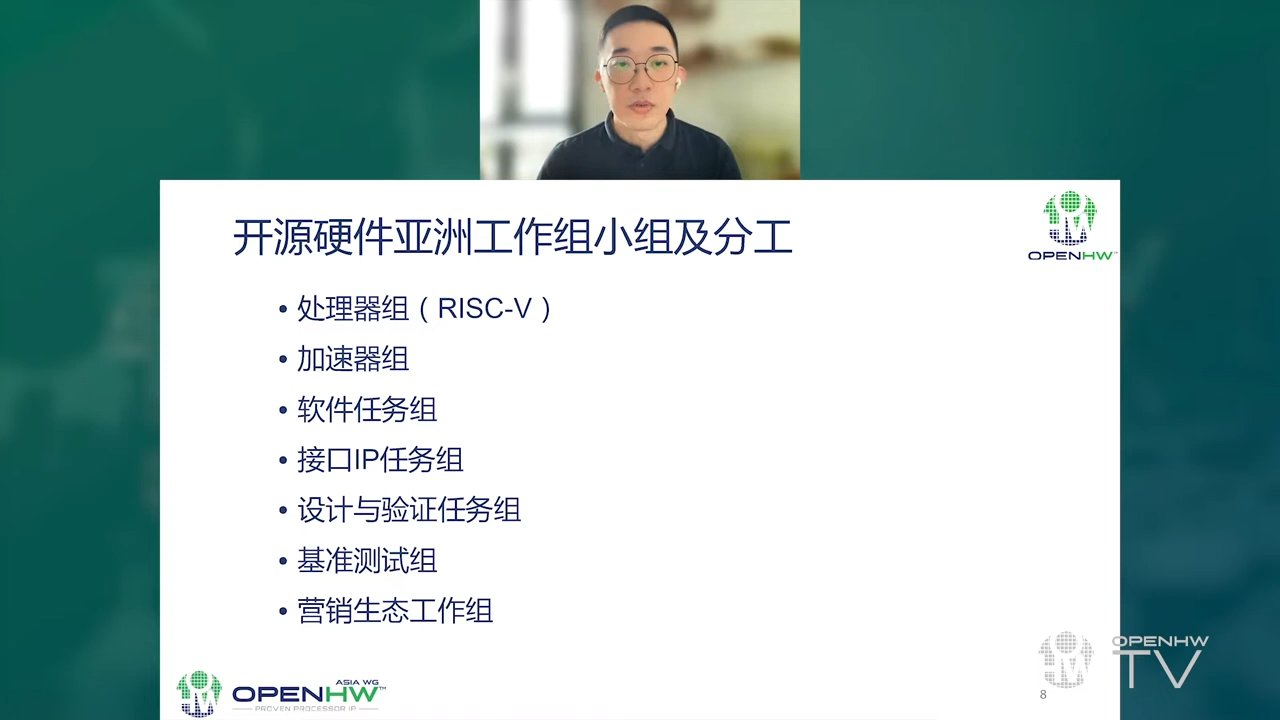 开源硬件亚洲工作组小组及分工
OPENHW™
• 处理器组（RISC-V）
• 加速器组
• 软件任务组
• 接口IP任务组
• 设计与验证任务组
• 基准测试组
• 营销生态工作组
ASIA WG
OPENHW™
PROVEN PROCESSOR IP
8
OPENHW
TV